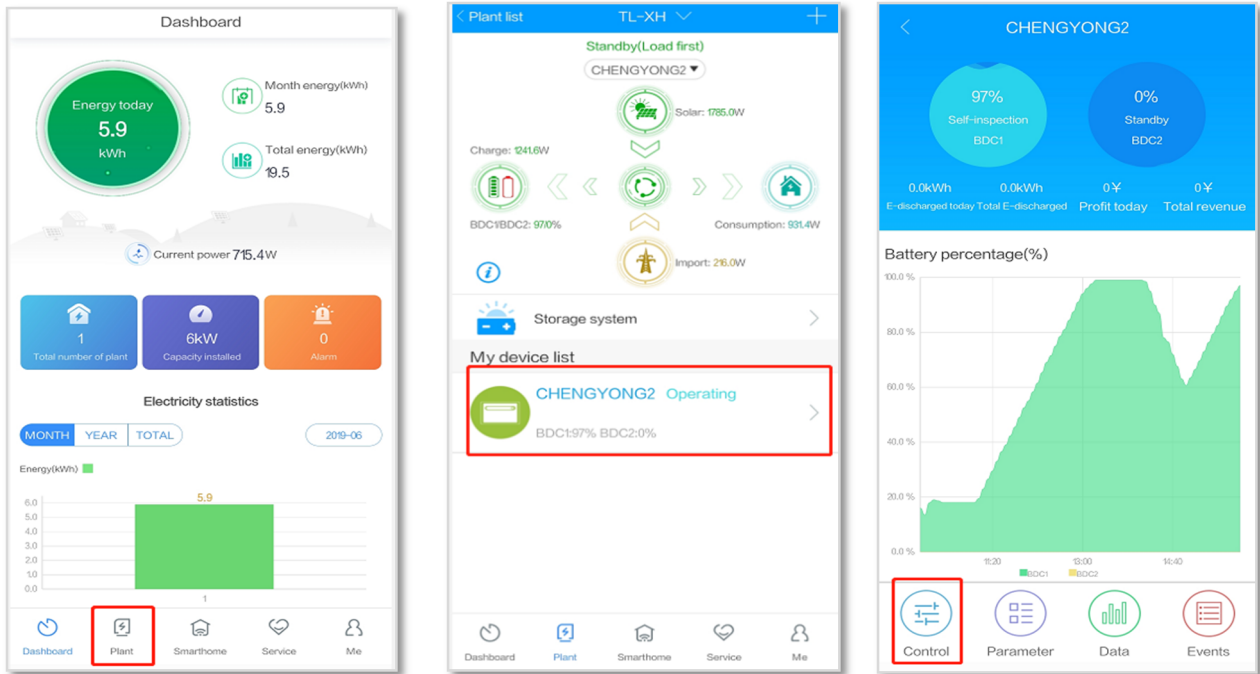 Dashboard
Energy today
5.9
kWh
Month energy(kWh)
5.9
Total energy(kWh)
19.5
Current power 715.4W
1
Total number of plant
6kW
Capacity installed
0
Alarm
Electricity statistics
MONTH YEAR TOTAL 2019-06
Energy(kWh)
5.9
6.0
5.0
4.0
3.0
2.0
1.0
0.0
1
Dashboard Plant Smarthome Service Me
Plant list TL-XH
Standby(Load first)
CHENGYONG2
Solar: 1785.0W
Charge: 1241.6W
BDC1/BDC2: 97/0%
Consumption: 931.4W
Import: 216.0W
Storage system
My device list
CHENGYONG2 Operating
BDC1:97% BDC2:0%
Dashboard Plant Smarthome Service Me
CHENGYONG2
97%
Self-inspection
BDC1
0%
Standby
BDC2
0.0kWh 0.0kWh 0¥ 0¥
E-discharged today Total E-discharged Profit today Total revenue
Battery percentage(%)
100.0 %
80.0 %
60.0 %
40.0 %
20.0 %
0.0 %
11:20 13:00 14:40
BDC1 BDC2
Control Parameter Data Events